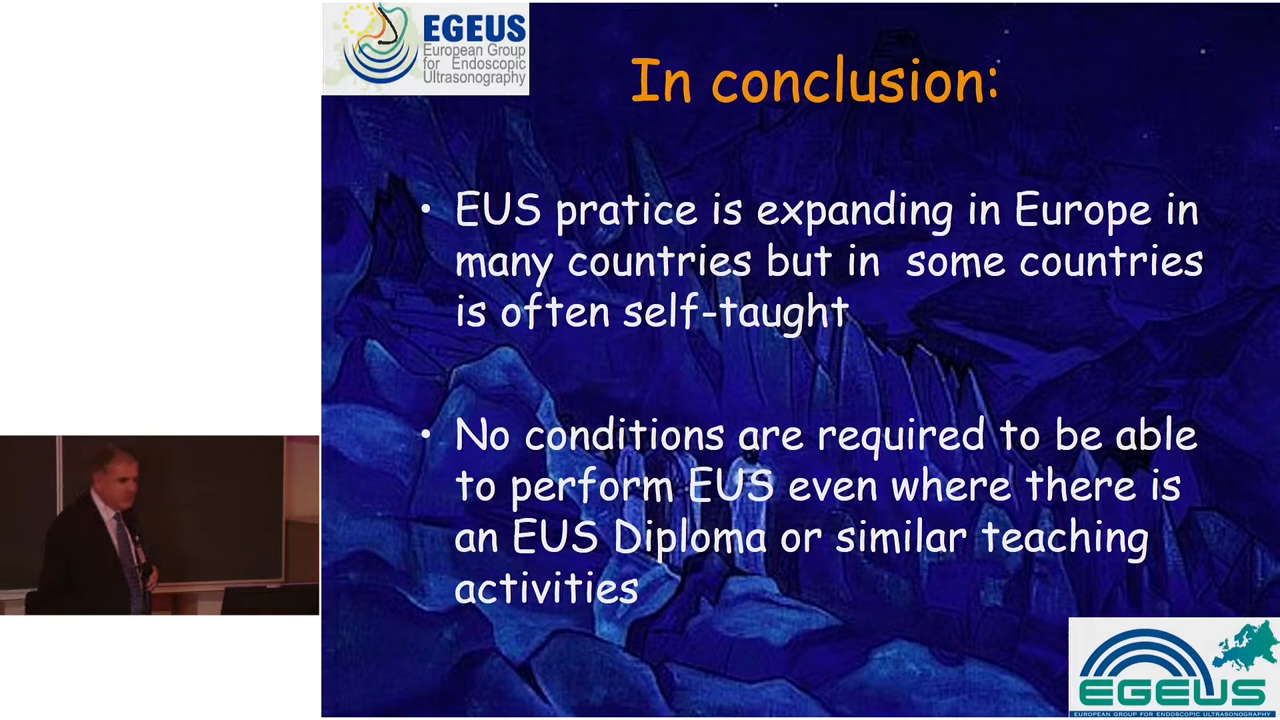 EGEUS
European Group
for Endoscopic
Ultrasonography
In conclusion:
• EUS pratice is expanding in Europe in
many countries but in some countries
is often self-taught
• No conditions are required to be able
to perform EUS even where there is
an EUS Diploma or similar teaching
activities
EGEUS
EUROPEAN GROUP FOR ENDOSCOPIC ULTRASONOGRAPHY